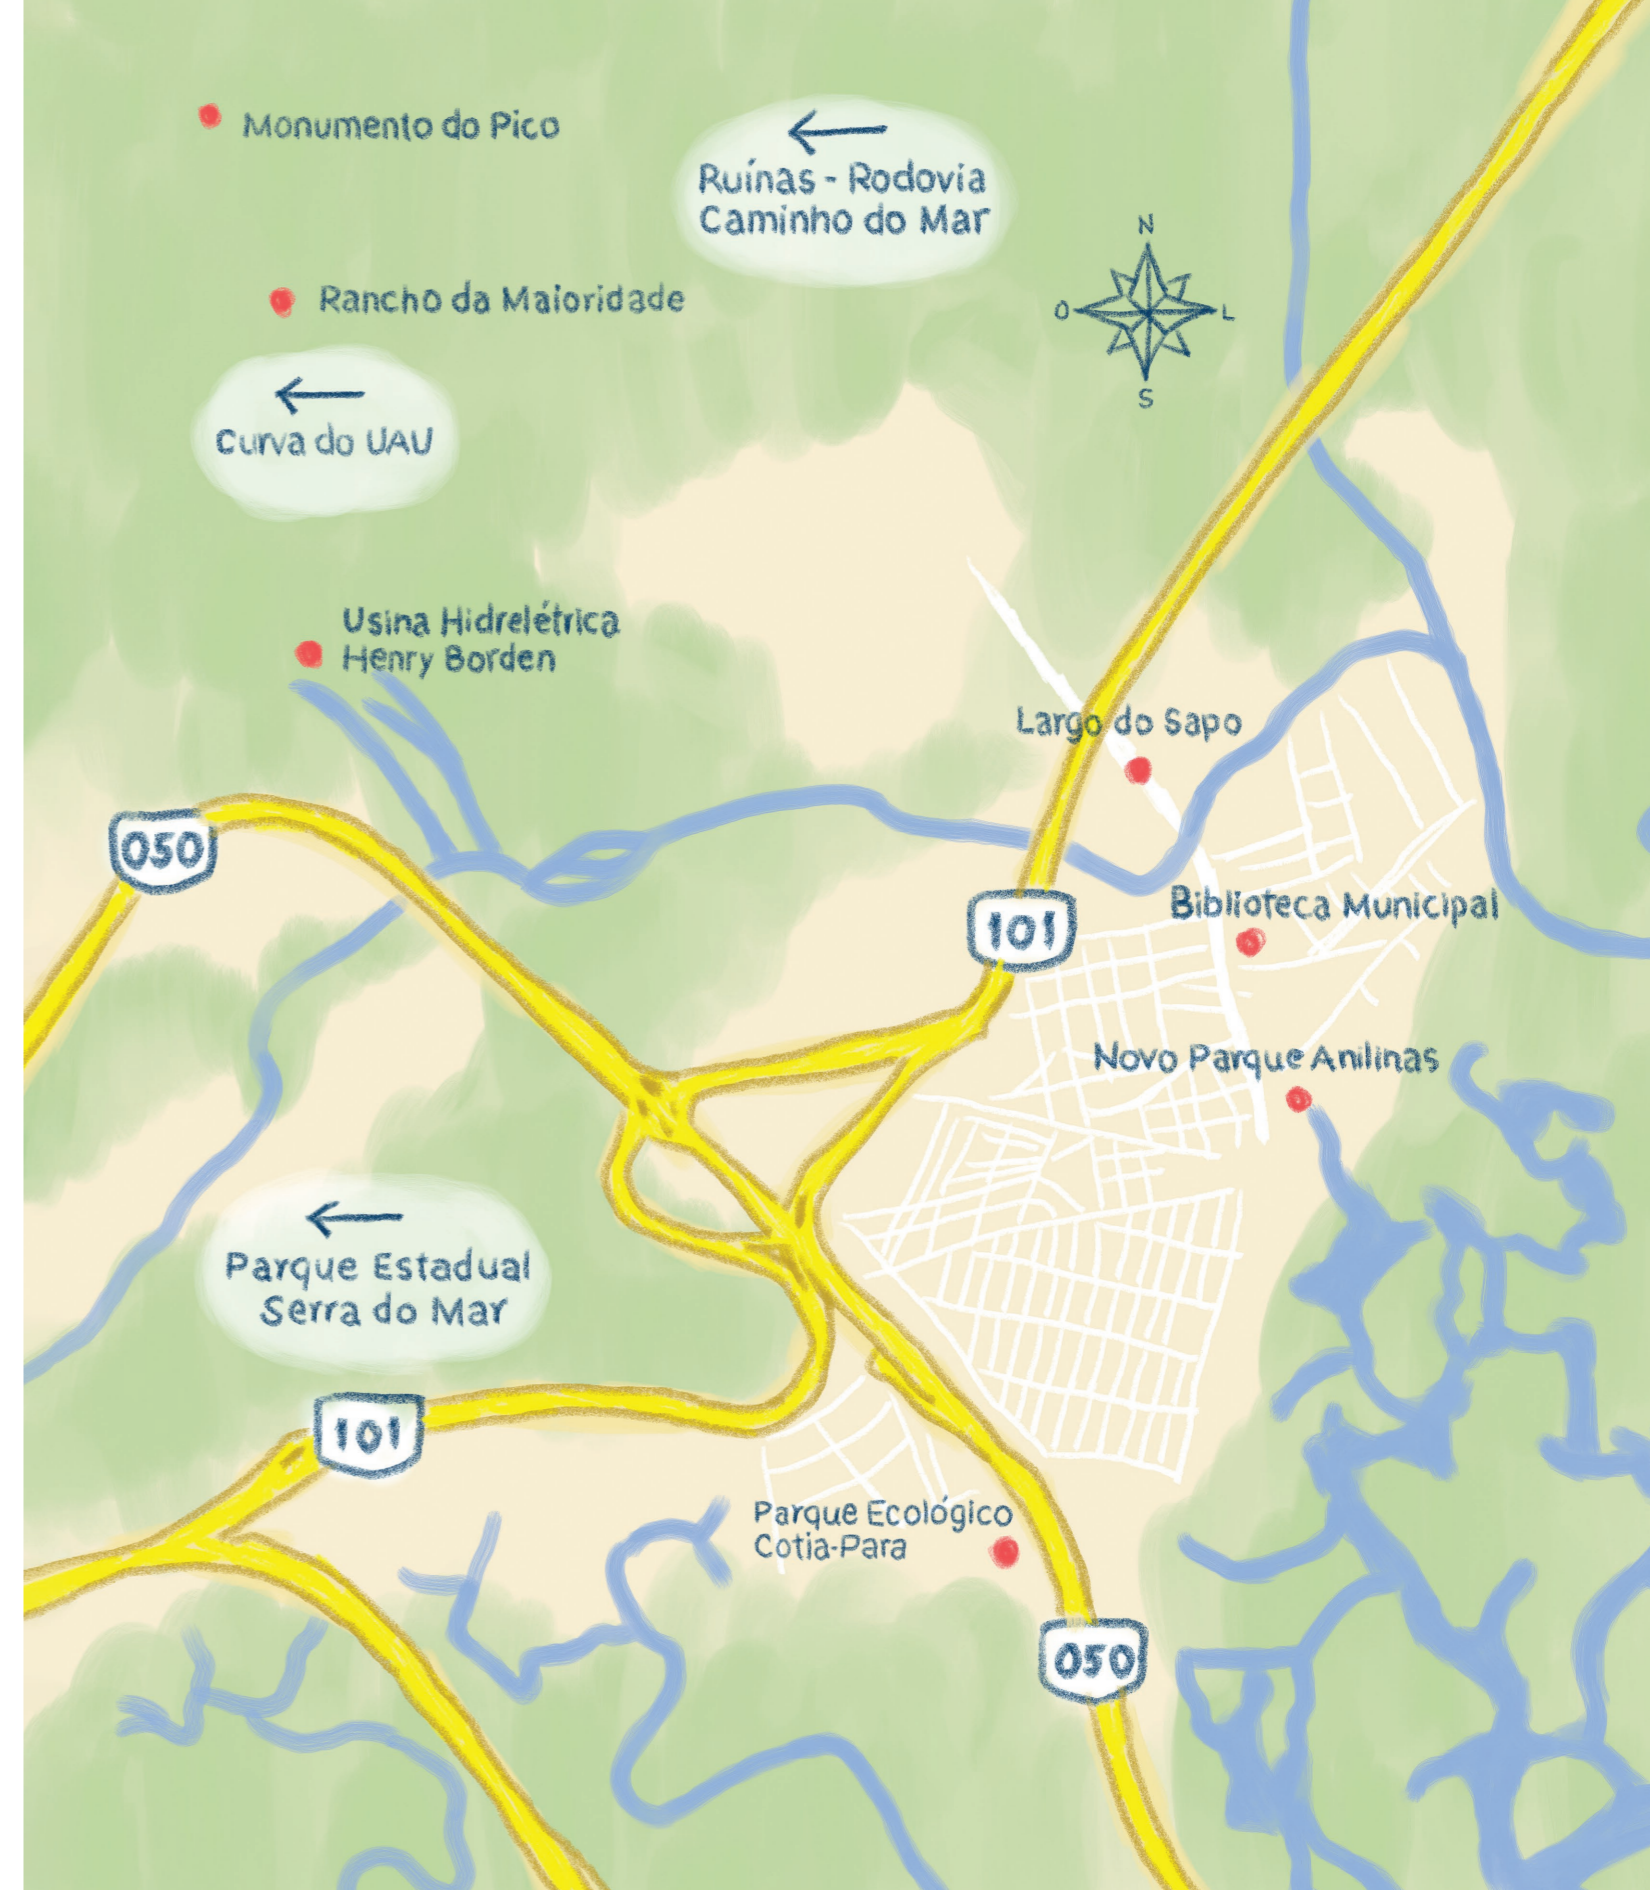 Monumento do Pico
←
Ruínas - Rodovia
Caminho do Mar
N
O
L
S
Rancho da Maioridade
←
Curva do UAU
Usina Hidrelétrica
Henry Borden
Largo do Sapo
050
101
Biblioteca Municipal
Novo Parque Anilinas
←
Parque Estadual
Serra do Mar
101
Parque Ecológico
Cotia-Para
050